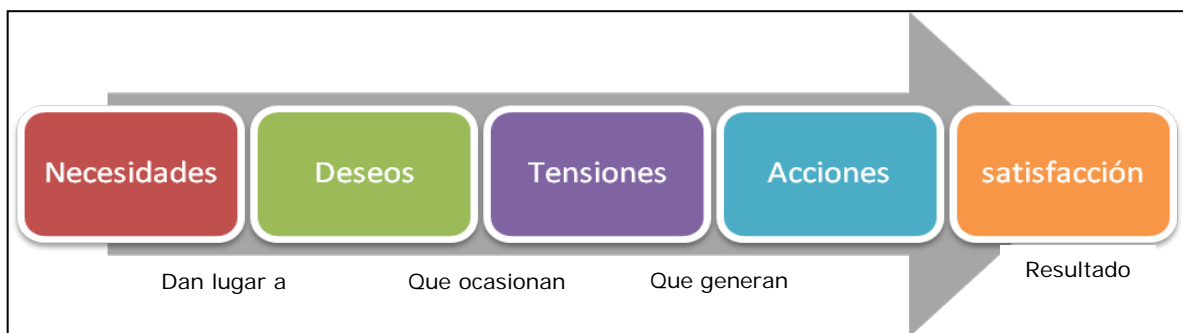 Necesidades
Deseos
Tensiones
Acciones
satisfacción
Dan lugar a
Que ocasionan
Que generan
Resultado